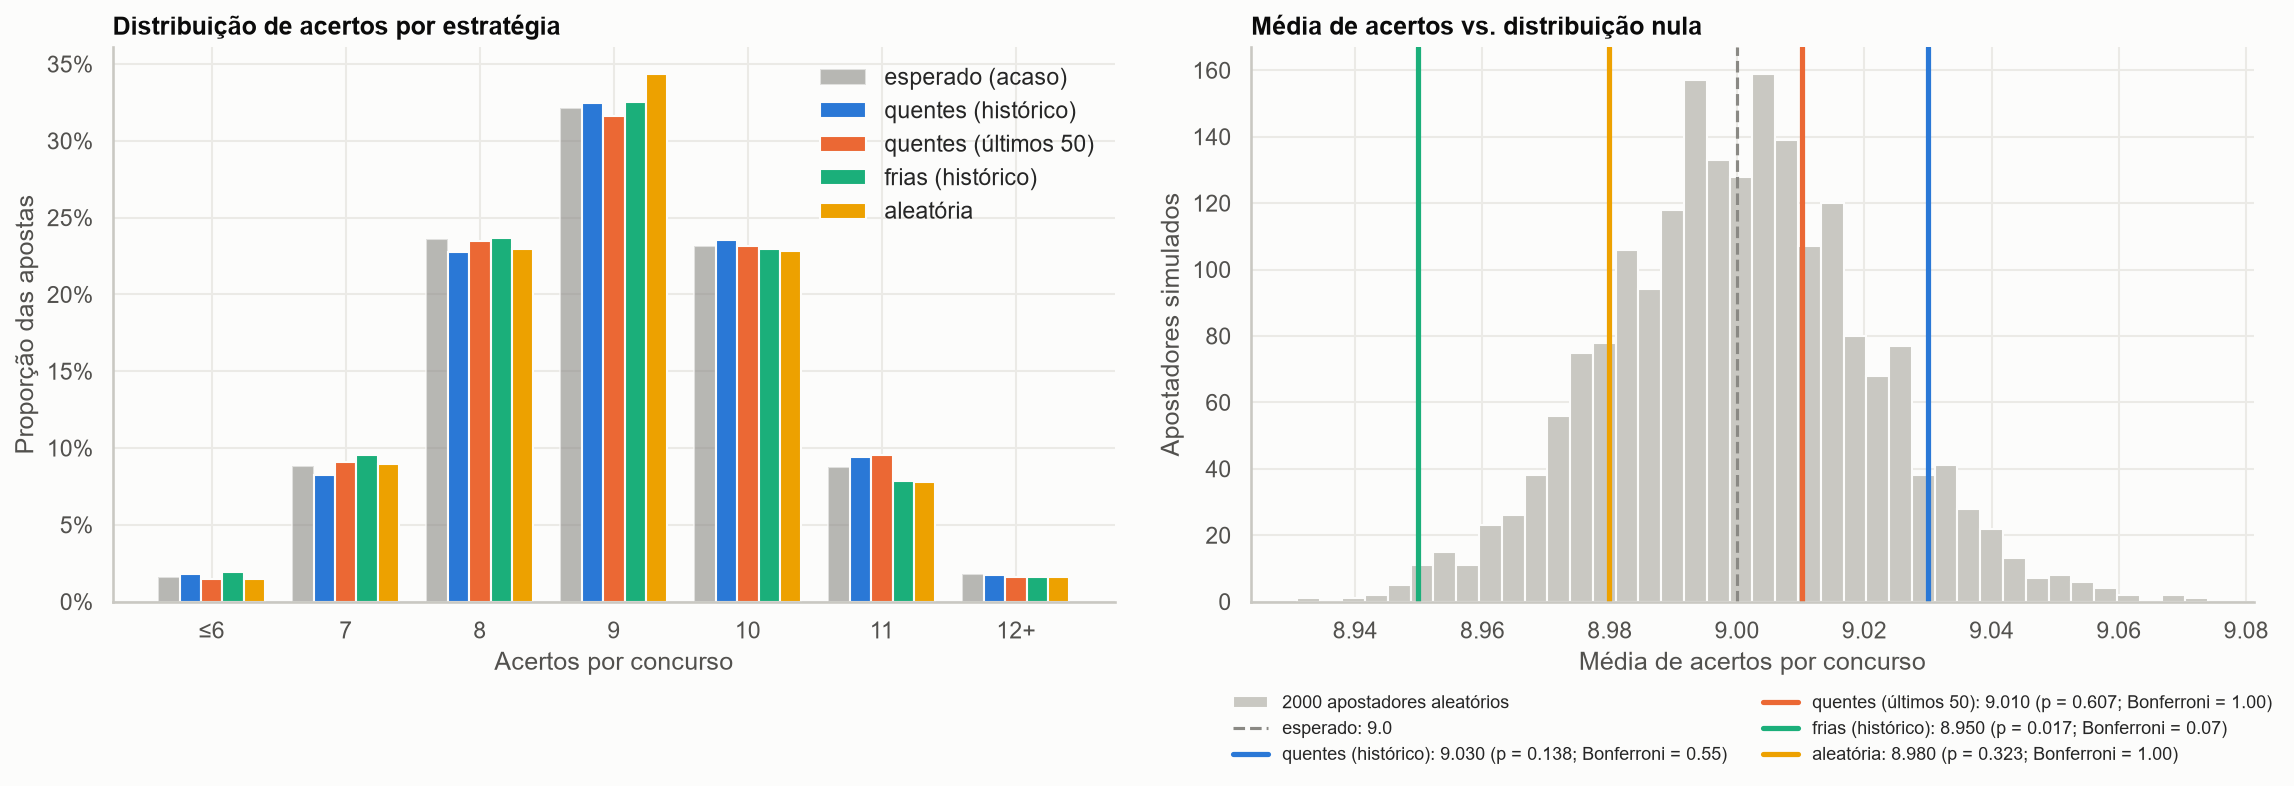 Distribuição de acertos por estratégia
35%
30%
25%
20%
15%
10%
5%
0%
Proporção das apostas
esperado (acaso)
quentes (histórico)
quentes (últimos 50)
frias (histórico)
aleatória
≤6 7 8 9 10 11 12+
Acertos por concurso
Média de acertos vs. distribuição nula
160
140
120
100
80
60
40
20
0
Apostadores simulados
8.94 8.96 8.98 9.00 9.02 9.04 9.06 9.08
Média de acertos por concurso
2000 apostadores aleatórios
esperado: 9.0
quentes (histórico): 9.030 (p = 0.138; Bonferroni = 0.55)
quentes (últimos 50): 9.010 (p = 0.607; Bonferroni = 1.00)
frias (histórico): 8.950 (p = 0.017; Bonferroni = 0.07)
aleatória: 8.980 (p = 0.323; Bonferroni = 1.00)